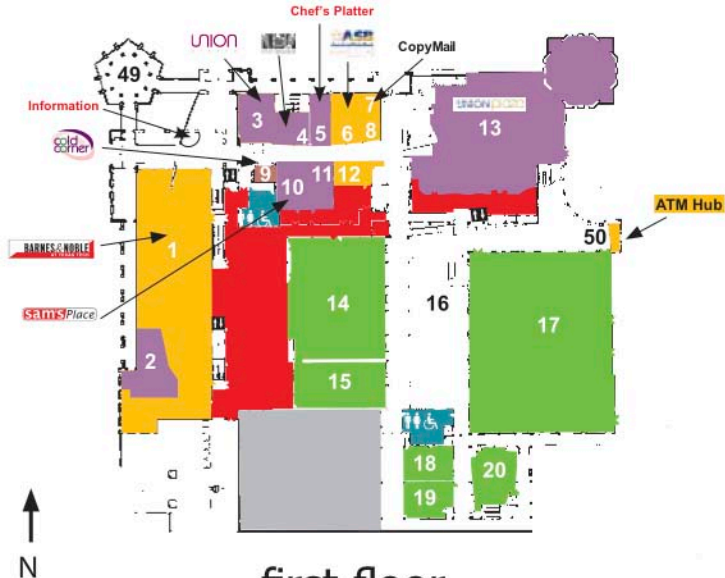 Chef's Platter
UNION
ASB
CopyMail
49
Information
cold
corner
3
4
5
6
7
8
UNION plaza
13
9
10
11
12
BARNES & NOBLE
1
ATM Hub
50
sam's Place
14
16
17
2
15
18
19
20
N
first floor